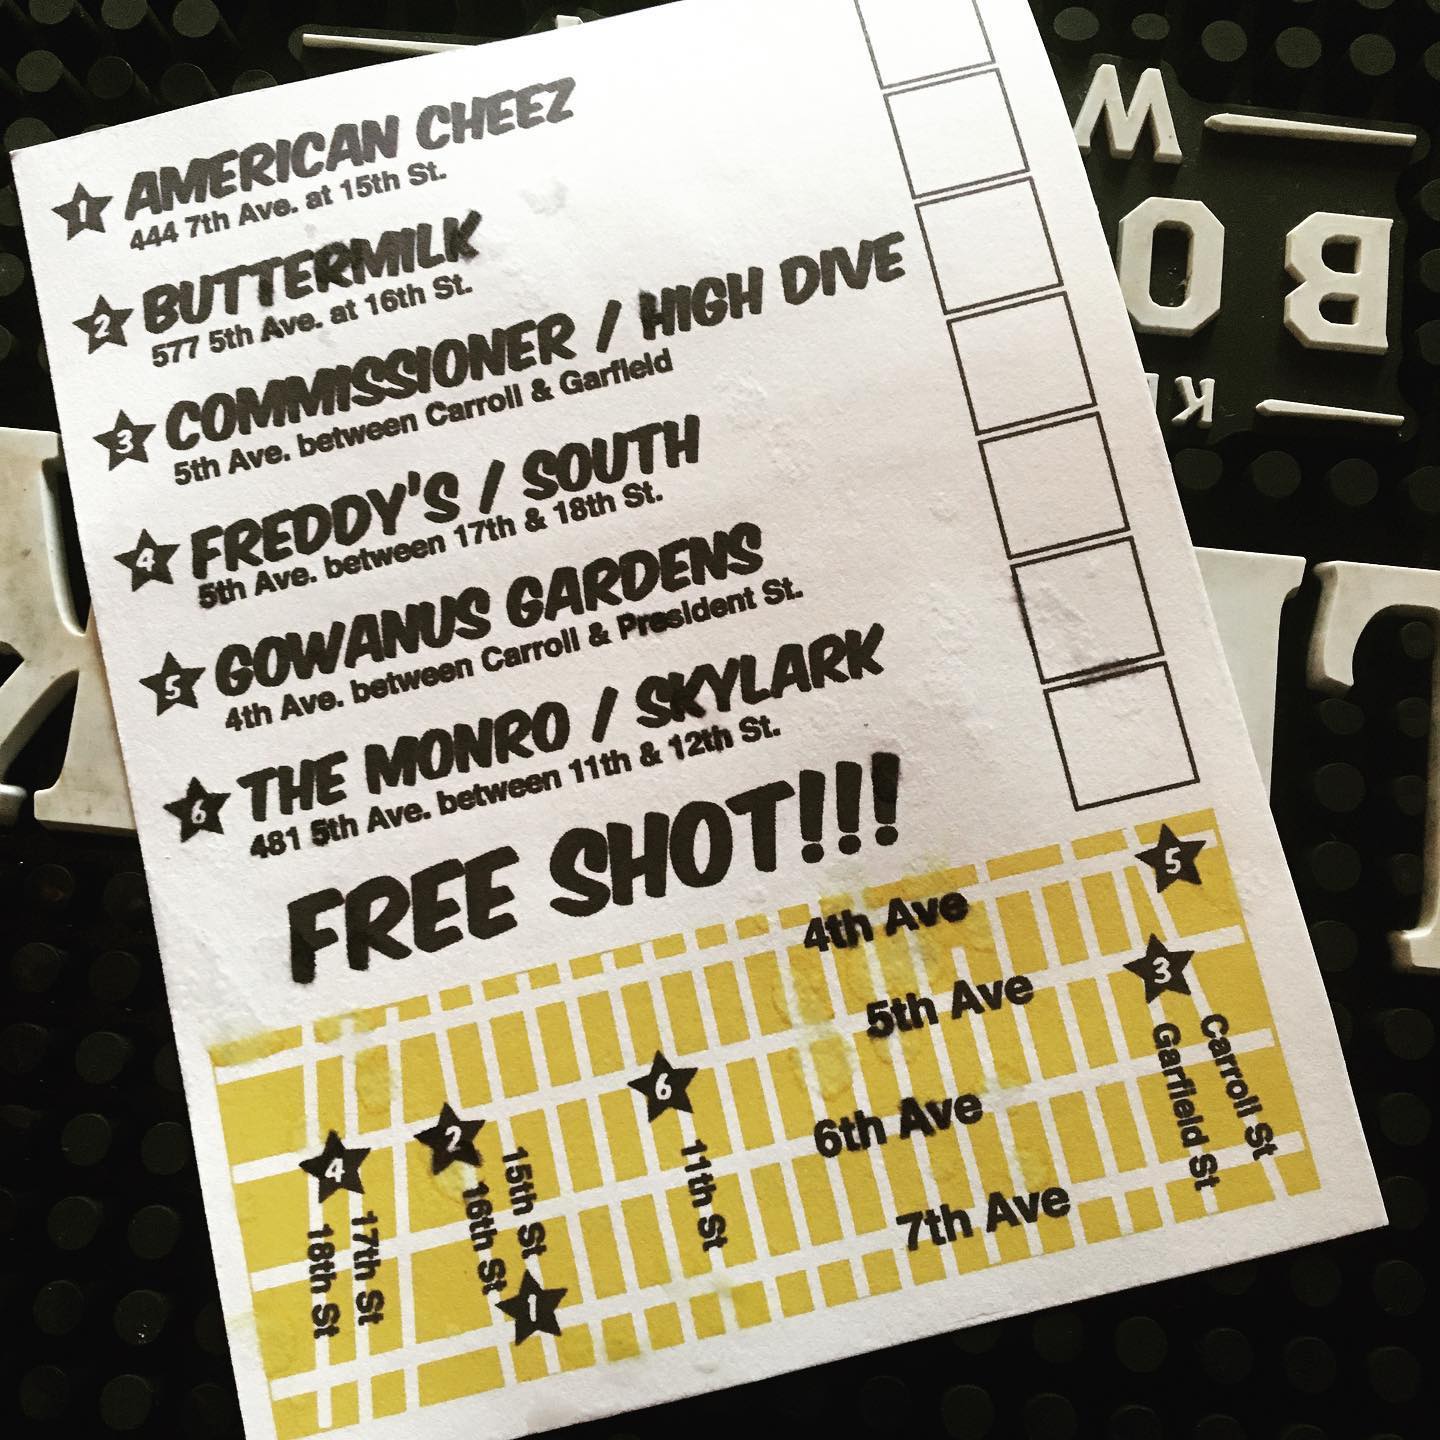 1 AMERICAN CHEEZ
444 7th Ave. at 15th St.
2 BUTTERMILK
577 5th Ave. at 16th St.
3 COMMISSIONER / HIGH DIVE
5th Ave. between Carroll & Garfield
4 FREDDY'S / SOUTH
5th Ave. between 17th & 18th St.
5 GOWANUS GARDENS
4th Ave. between Carroll & President St.
6 THE MONRO / SKYLARK
481 5th Ave. between 11th & 12th St.
FREE SHOT!!!
5
4th Ave
3
5th Ave
Carroll St
Garfield St
6
6th Ave
2
4
11th St
15th St
16th St
7th Ave
17th St
18th St
1
W
BO
K
K
L